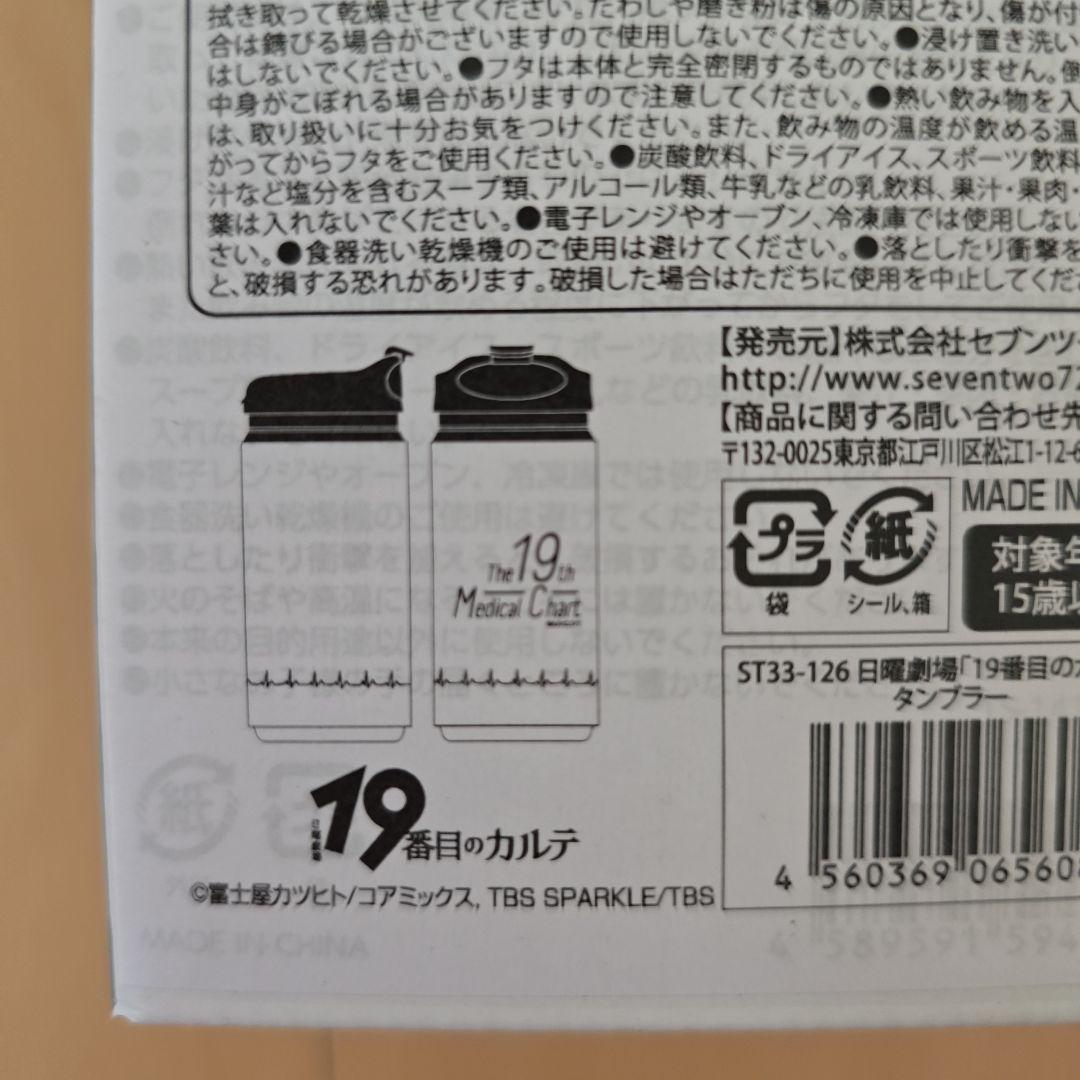 拭き取って乾燥させてください。たわしや磨き粉は傷の原因となり、傷が付
合は錆びる場合がございますので使用しないでください。●浸け置き洗い
はしないでください。●フタは本体と完全密閉するものではありません。
中身がこぼれる場合がありますので注意してください。●熱い飲み物を入
は、取り扱いに十分お気をつけください。また、飲み物の温度が飲める温
がってからフタをご使用ください。●炭酸飲料、ドライアイス、スポーツ飲料
汁など塩分を含むスープ類、アルコール類、牛乳などの乳飲料、果汁・果肉・
葉は入れないでください。●電子レンジやオーブン、冷凍庫では使用しない
さい。●食器洗い乾燥機のご使用は避けてください。●落としたり衝撃を
と、破損する恐れがあります。破損した場合はただちに使用を中止してくだ
【発売元】株式会社セブンツー
http://www.seventwo72
【商品に関する問い合わせ先
〒132-0025東京都江戸川区松江1-12-6
プラ
袋
紙
シール、箱
MADE IN
対象年
15歳以
The 19th
Medical Chart
ST33-126 日曜劇場「19番目のカ
タンブラー
4 560369 06560
日曜劇場
19番目のカルテ
©富士屋カツヒト/コアミックス, TBS SPARKLE/TBS
紙
MADE IN CHINA
4 589591 594